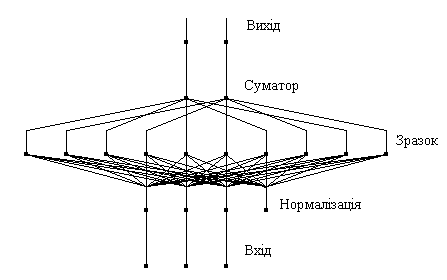 Вихід
Суматор
Зразок
Нормалізація
Вхід